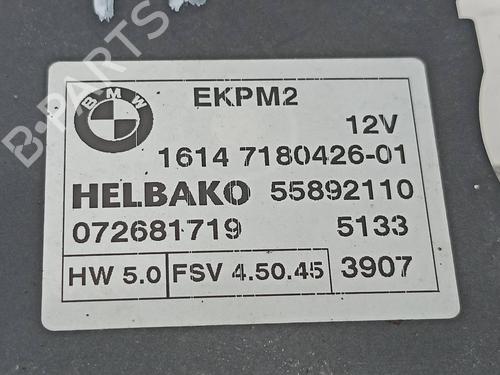 BMW
EKPM2
12V
1614 7180426-01
HELBAKO 55892110
072681719 5133
HW 5.0 FSV 4.50.45 3907
B-PARTS